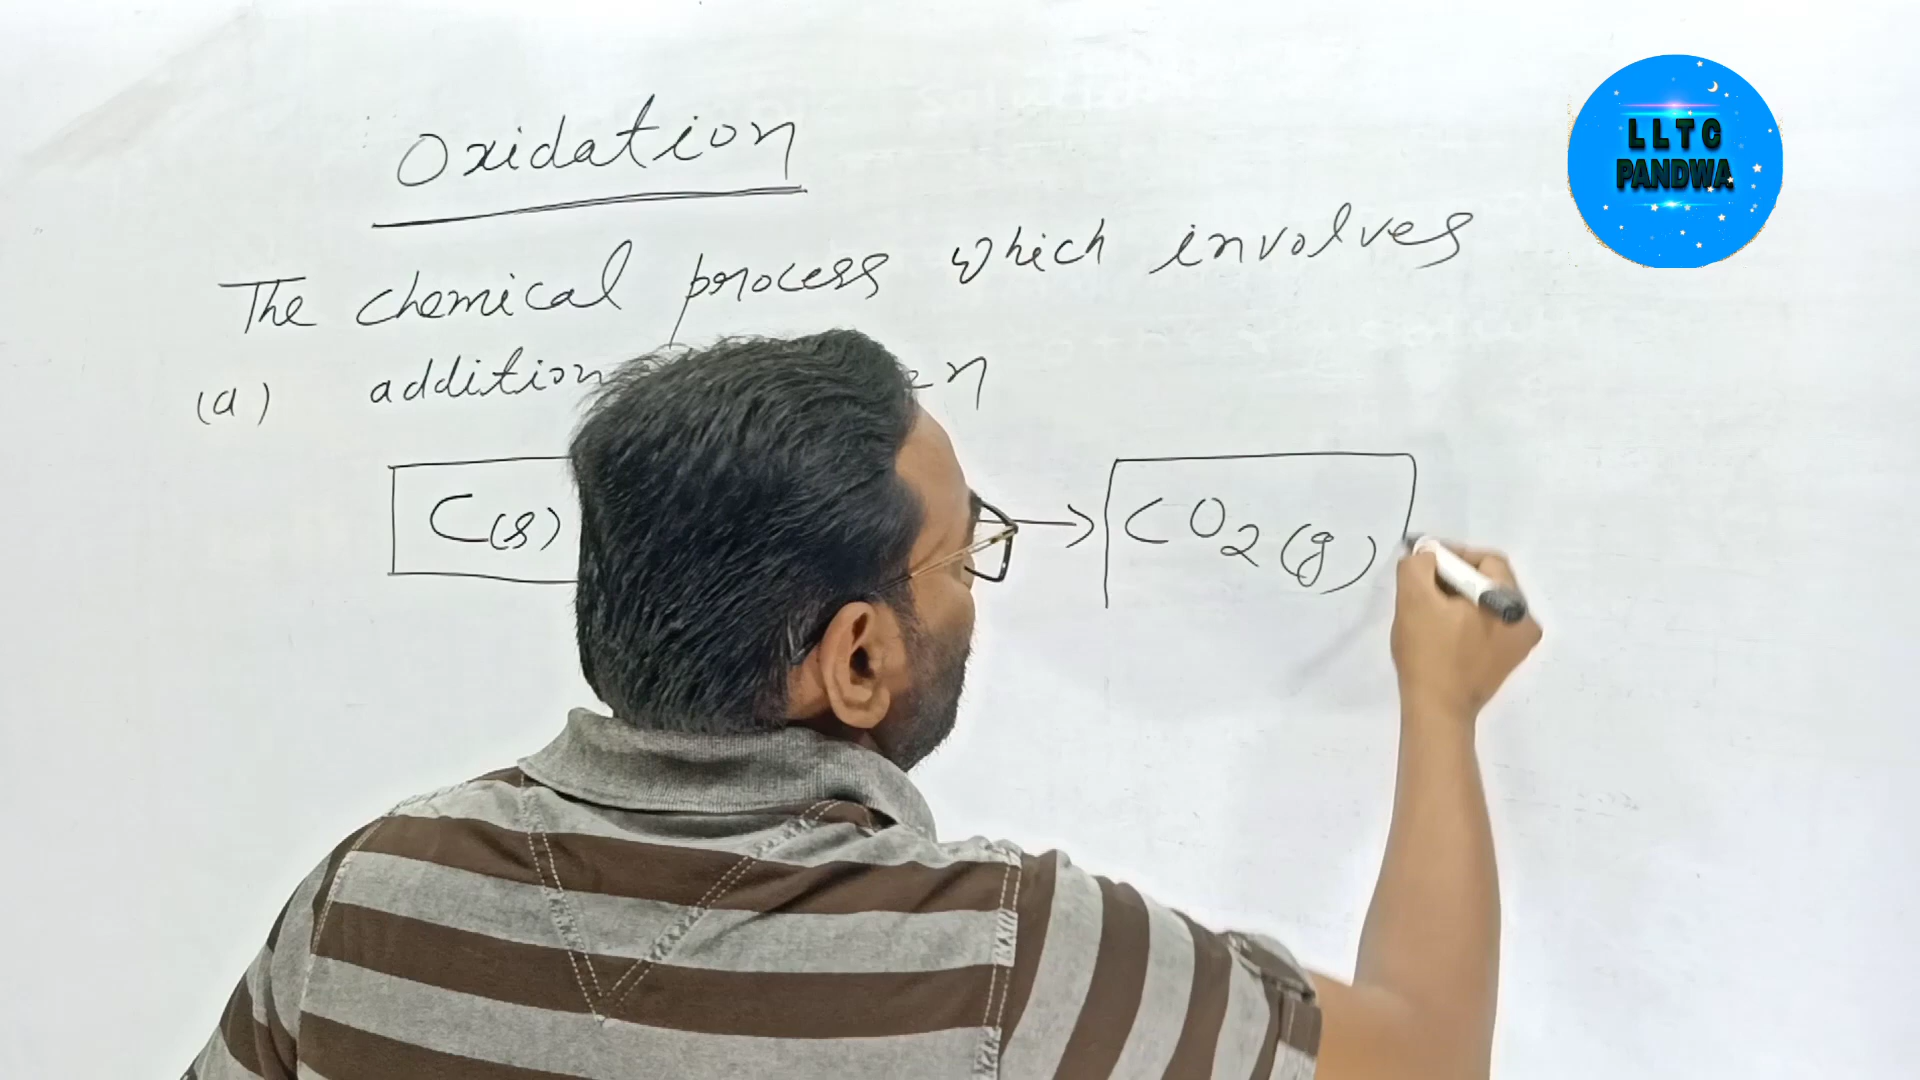 Oxidation
The chemical process which involves
(a) addition
C(s) → CO2(g)
LLTC
PANDWA